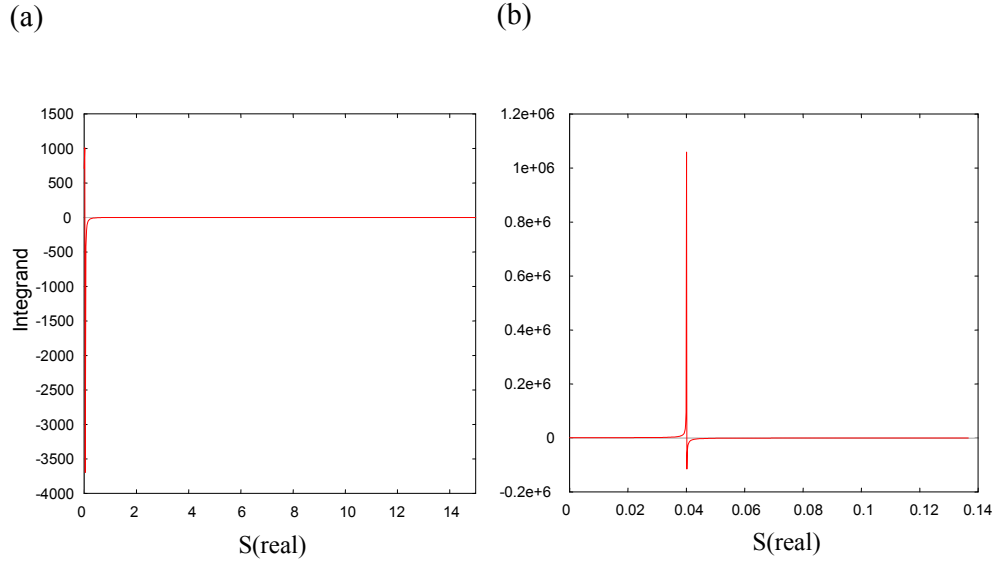 (a)
(b)
1500
1000
500
0
-500
-1000
-1500
-2000
-2500
-3000
-3500
-4000
Integrand
0 2 4 6 8 10 12 14
S(real)
1.2e+06
1e+06
0.8e+6
0.6e+6
0.4e+6
0.2e+6
0
-0.2e+6
0 0.02 0.04 0.06 0.08 0.1 0.12 0.14
S(real)